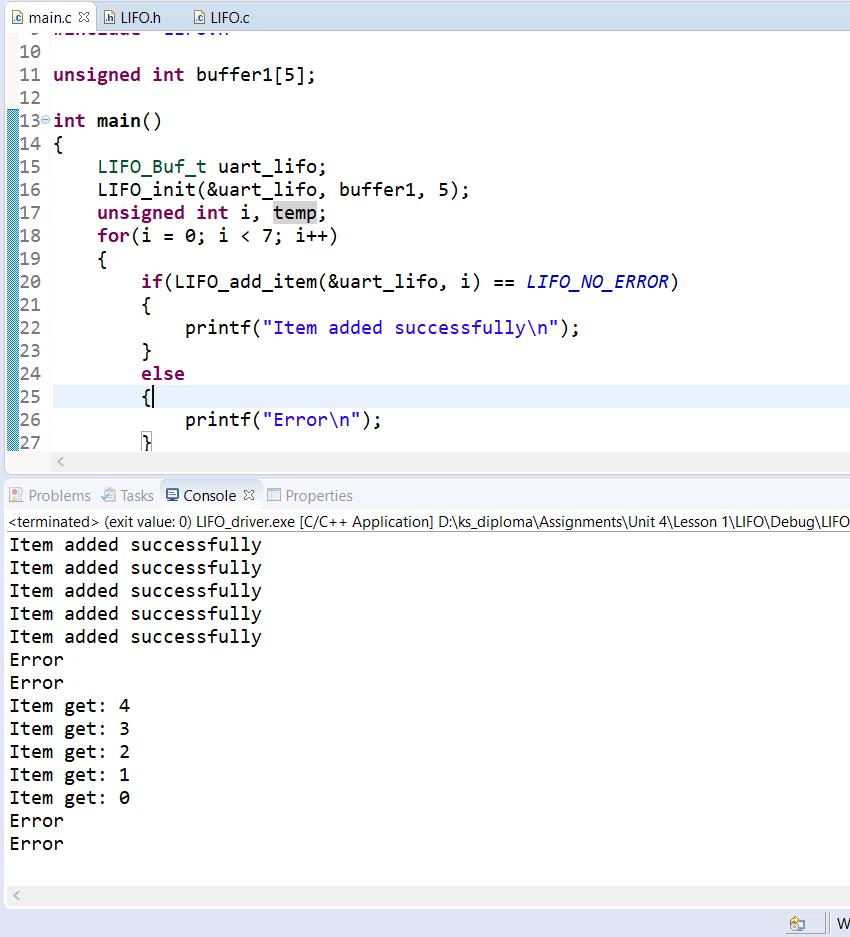 main.c LIFO.h LIFO.c
10
11 unsigned int buffer1[5];
12
13 int main()
14 {
15 LIFO_Buf_t uart_lifo;
16 LIFO_init(&uart_lifo, buffer1, 5);
17 unsigned int i, temp;
18 for(i = 0; i < 7; i++)
19 {
20 if(LIFO_add_item(&uart_lifo, i) == LIFO_NO_ERROR)
21 {
22 printf("Item added successfully\n");
23 }
24 else
25 {
26 printf("Error\n");
27 }
Problems Tasks Console Properties
<terminated> (exit value: 0) LIFO_driver.exe [C/C++ Application] D:\ks_diploma\Assignments\Unit 4\Lesson 1\LIFO\Debug\LIFO
Item added successfully
Item added successfully
Item added successfully
Item added successfully
Item added successfully
Error
Error
Item get: 4
Item get: 3
Item get: 2
Item get: 1
Item get: 0
Error
Error
W